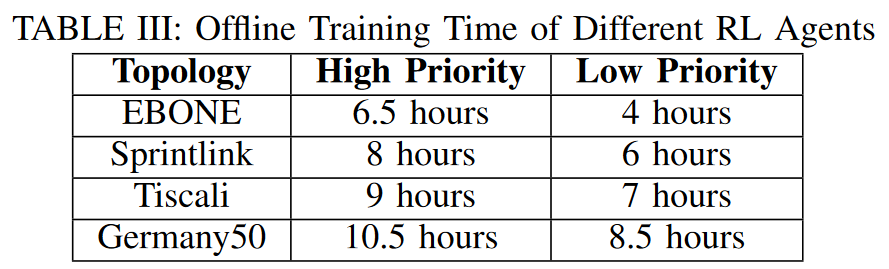 TABLE III: Offline Training Time of Different RL Agents
Topology High Priority Low Priority
EBONE 6.5 hours 4 hours
Sprintlink 8 hours 6 hours
Tiscali 9 hours 7 hours
Germany50 10.5 hours 8.5 hours